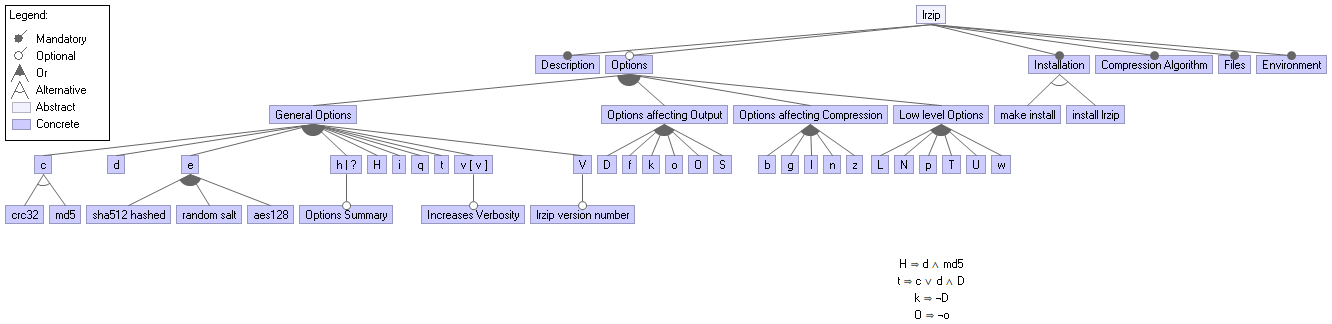 Legend:
Mandatory
Optional
Or
Alternative
Abstract
Concrete
lrzip
Description
Options
Installation
Compression Algorithm
Files
Environment
General Options
Options affecting Output
Options affecting Compression
Low level Options
make install
install lrzip
c
d
e
h|?
H
i
q
t
v[v]
V
D
f
k
o
O
S
b
g
l
n
z
L
N
p
T
U
w
crc32
md5
sha512 hashed
random salt
aes128
Options Summary
Increases Verbosity
lrzip version number
H ⇒ d ∧ md5
t ⇒ c ∨ d ∧ D
k ⇒ ¬D
O ⇒ ¬o